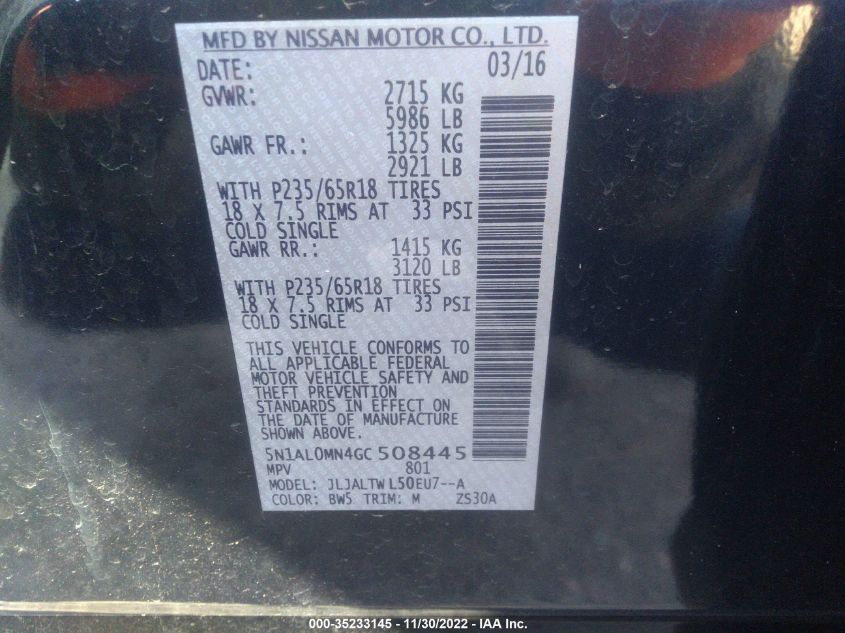 MFD BY NISSAN MOTOR CO., LTD.
DATE: 03/16
GVWR: 2715 KG
5986 LB
GAWR FR.: 1325 KG
2921 LB
WITH P235/65R18 TIRES
18 X 7.5 RIMS AT 33 PSI
COLD SINGLE
GAWR RR.: 1415 KG
3120 LB
WITH P235/65R18 TIRES
18 X 7.5 RIMS AT 33 PSI
COLD SINGLE
THIS VEHICLE CONFORMS TO
ALL APPLICABLE FEDERAL
MOTOR VEHICLE SAFETY AND
THEFT PREVENTION
STANDARDS IN EFFECT ON
THE DATE OF MANUFACTURE
SHOWN ABOVE.
5N1AL0MN4GC508445
MPV 801
MODEL: JLJALTWL50EU7--A
COLOR: BW5 TRIM: M ZS30A
000-35233145 - 11/30/2022 - IAA Inc.